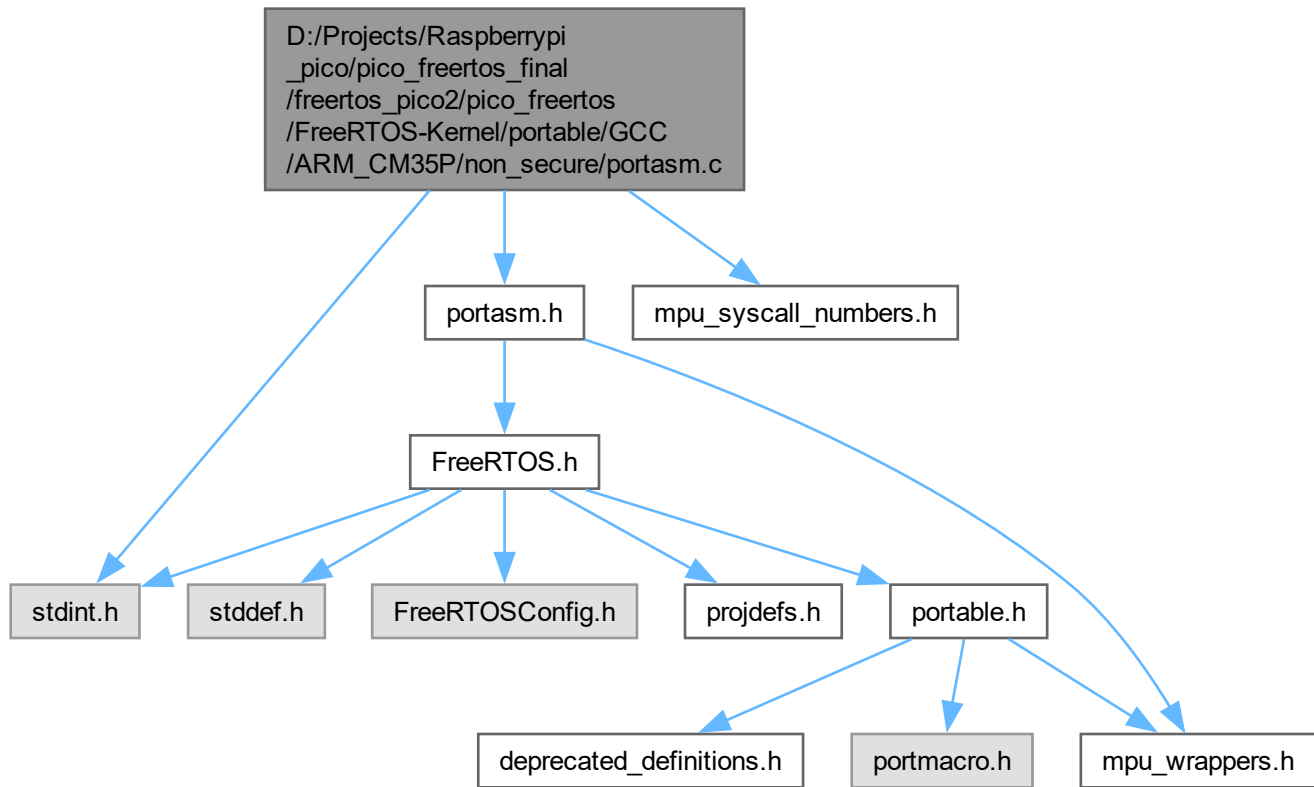 D:/Projects/Raspberrypi
_pico/pico_freertos_final
/freertos_pico2/pico_freertos
/FreeRTOS-Kernel/portable/GCC
/ARM_CM35P/non_secure/portasm.c
portasm.h
mpu_syscall_numbers.h
FreeRTOS.h
stdint.h
stddef.h
FreeRTOSConfig.h
projdefs.h
portable.h
deprecated_definitions.h
portmacro.h
mpu_wrappers.h